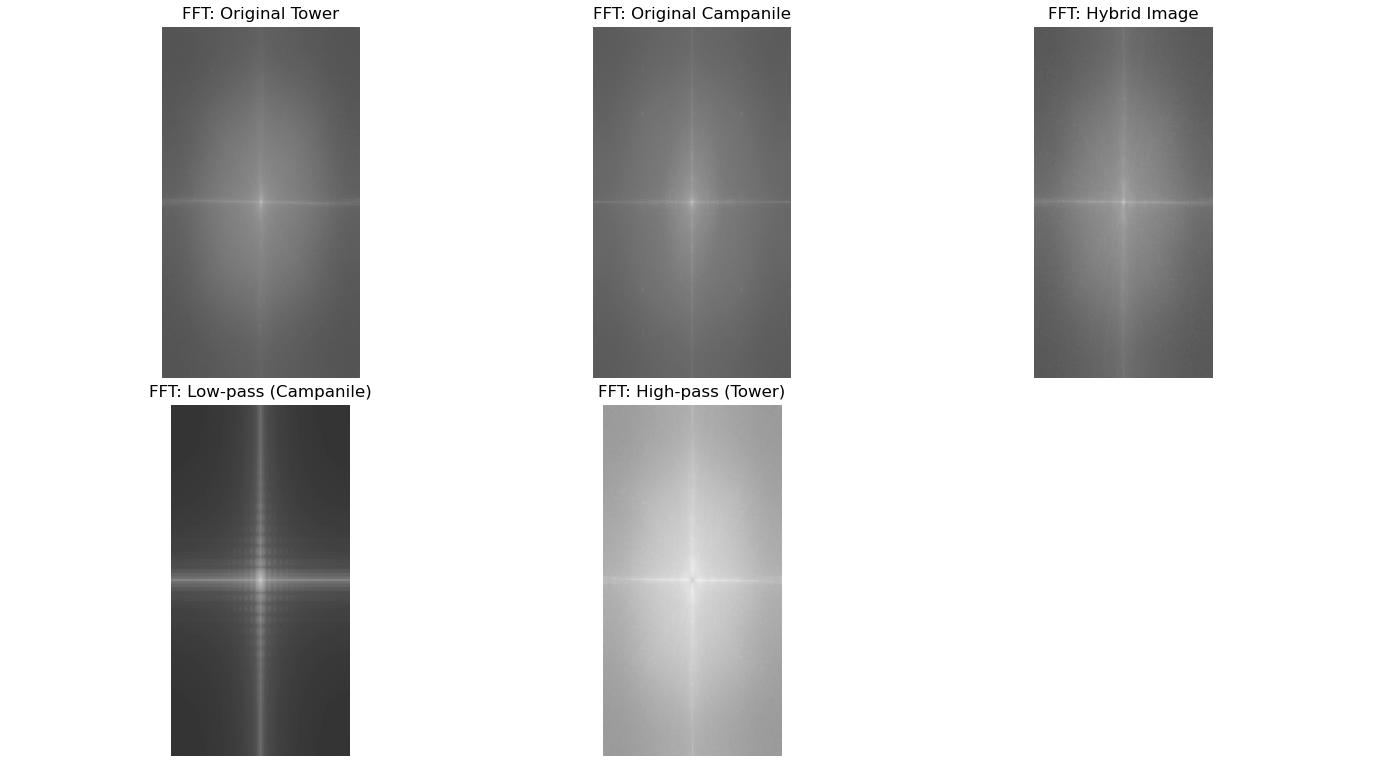 FFT: Original Tower
FFT: Original Campanile
FFT: Hybrid Image
FFT: Low-pass (Campanile)
FFT: High-pass (Tower)